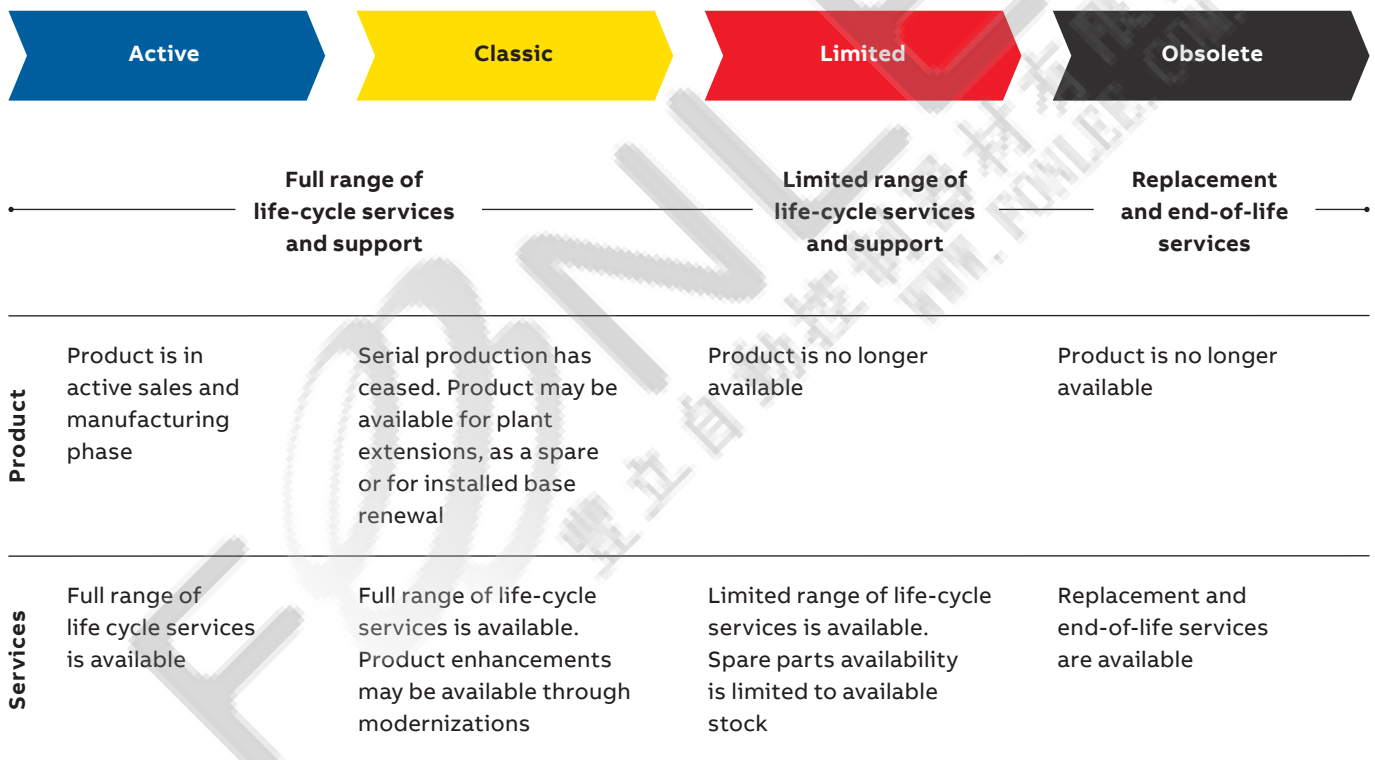 Active
Classic
Limited
Obsolete
Full range of
life-cycle services
and support
Limited range of
life-cycle services
and support
Replacement
and end-of-life
services
Product
Product is in
active sales and
manufacturing
phase
Serial production has
ceased. Product may be
available for plant
extensions, as a spare
or for installed base
renewal
Product is no longer
available
Product is no longer
available
Services
Full range of
life cycle services
is available
Full range of life-cycle
services is available.
Product enhancements
may be available through
modernizations
Limited range of life-cycle
services is available.
Spare parts availability
is limited to available
stock
Replacement and
end-of-life services
are available